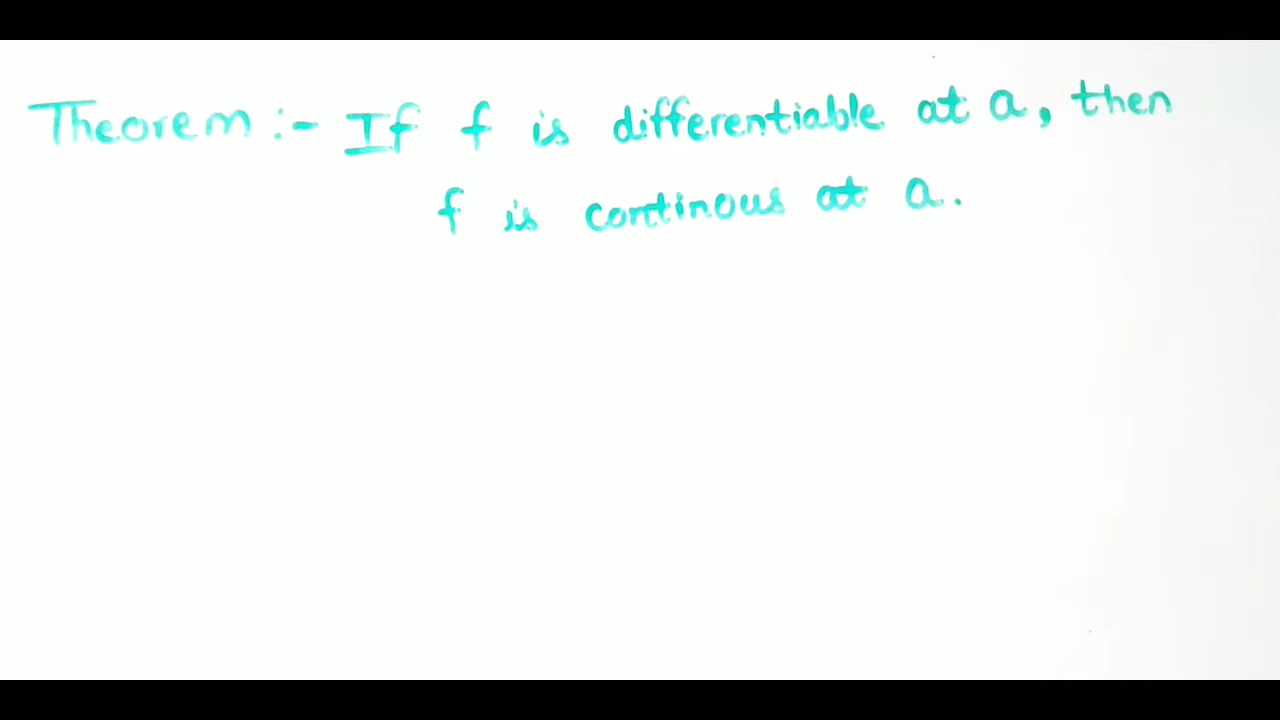 Theorem :- If f is differentiable at a, then
f is continous at a.